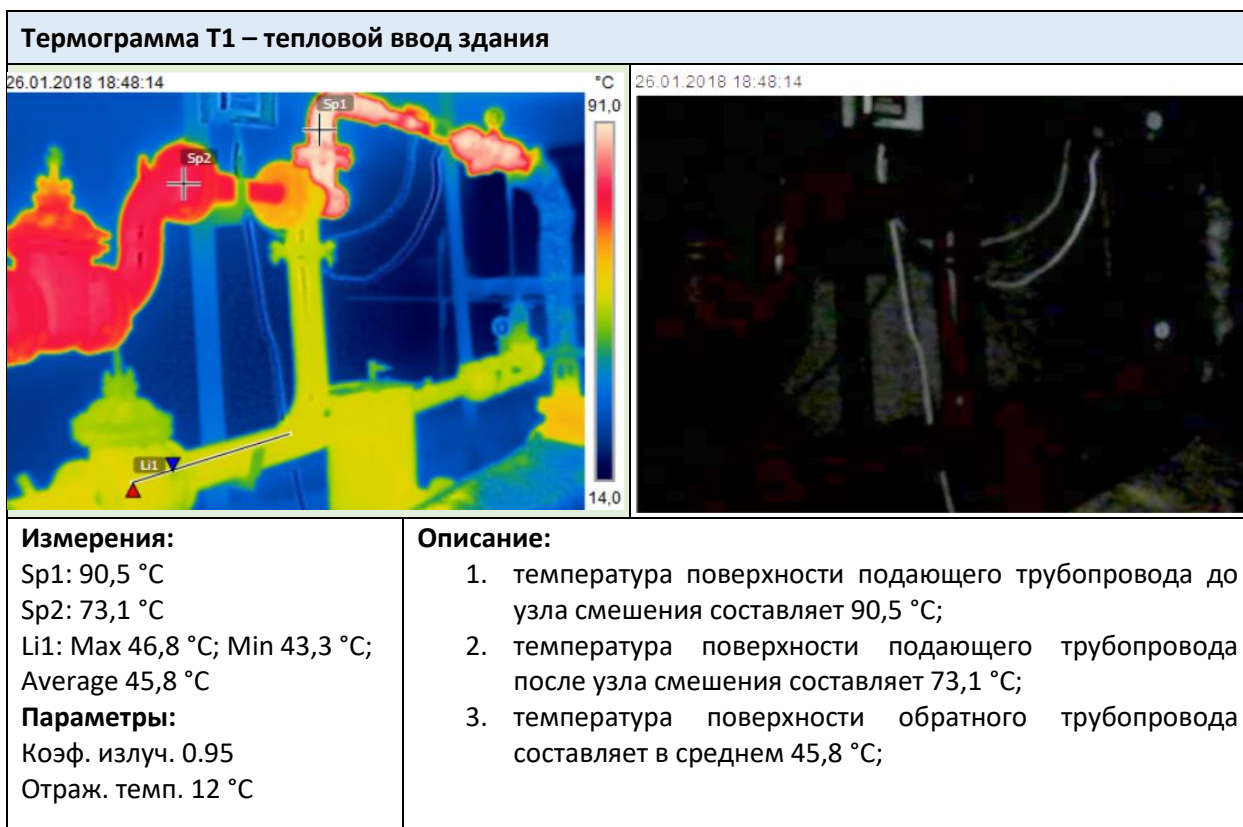 Термограмма Т1 – тепловой ввод здания
26.01.2018 18:48:14
°C
91,0
Sp1
Sp2
Li1
14,0
26.01.2018 18:48:14
Измерения:
Sp1: 90,5 °C
Sp2: 73,1 °C
Li1: Max 46,8 °C; Min 43,3 °C;
Average 45,8 °C
Параметры:
Коэф. излуч. 0.95
Отраж. темп. 12 °C
Описание:
1. температура поверхности подающего трубопровода до
узла смешения составляет 90,5 °C;
2. температура поверхности подающего трубопровода
после узла смешения составляет 73,1 °C;
3. температура поверхности обратного трубопровода
составляет в среднем 45,8 °C;